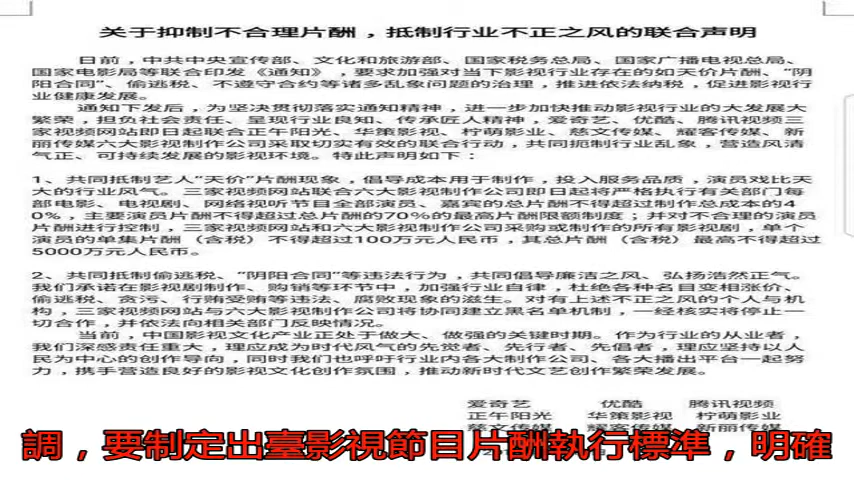 关于抑制不合理片酬，抵制行业不正之风的联合声明
日前，中共中央宣传部、文化和旅游部、国家税务总局、国家广播电视总局、
国家电影局等联合印发《通知》，要求加强对当下影视行业存在的如天价片酬、“阴
阳合同”、偷逃税、不遵守合约等诸多乱象问题的治理，推进依法纳税，促进影视行
业健康发展。
通知下发后，为坚决贯彻落实通知精神，进一步加快推动影视行业的大发展大
繁荣，担负社会责任、呈现行业良知、传承匠人精神，爱奇艺、优酷、腾讯视频三
家视频网站即日起联合正午阳光、华策影视、柠萌影业、慈文传媒、耀客传媒、新
丽传媒六大影视制作公司采取切实有效的联合行动，共同扼制行业乱象，营造风清
气正、可持续发展的影视环境。特此声明如下：
1、共同抵制艺人“天价”片酬现象，倡导成本用于制作，投入服务品质，演员戏比天
大的行业风气。三家视频网站联合六大影视制作公司即日起将严格执行有关部门每
部电影、电视剧、网络视听节目全部演员、嘉宾的总片酬不得超过制作总成本的4
0%，主要演员片酬不得超过总片酬的70%的最高片酬限额制度；并对不合理的演员
片酬进行控制，三家视频网站和六大影视制作公司采购或制作的所有影视剧，单个
演员的单集片酬（含税）不得超过100万元人民币，其总片酬（含税）最高不得超过
5000万元人民币。
2、共同抵制偷逃税、“阴阳合同”等违法行为，共同倡导廉洁之风、弘扬浩然正气。
我们承诺在影视剧制作、购销等环节中，加强行业自律，杜绝各种名目变相涨价、
偷逃税、贪污、行贿受贿等违法、腐败现象的滋生。对有上述不正之风的个人与机
构，三家视频网站与六大影视制作公司将协同建立黑名单机制，一经核实将停止一
切合作，并依法向相关部门反映情况。
当前，中国影视文化产业正处于做大、做强的关键时期。作为行业的从业者，
我们深感责任重大，理应成为时代风气的先觉者、先行者、先倡者，理应坚持以人
民为中心的创作导向，同时我们也呼吁行业内各大制作公司、各大播出平台一起努
力，携手营造良好的影视文化创作氛围，推动新时代文艺创作繁荣发展。
爱奇艺 优酷 腾讯视频
正午阳光 华策影视 柠萌影业
慈文传媒 耀客传媒 新丽传媒
調，要制定出臺影視節目片酬執行標準，明確